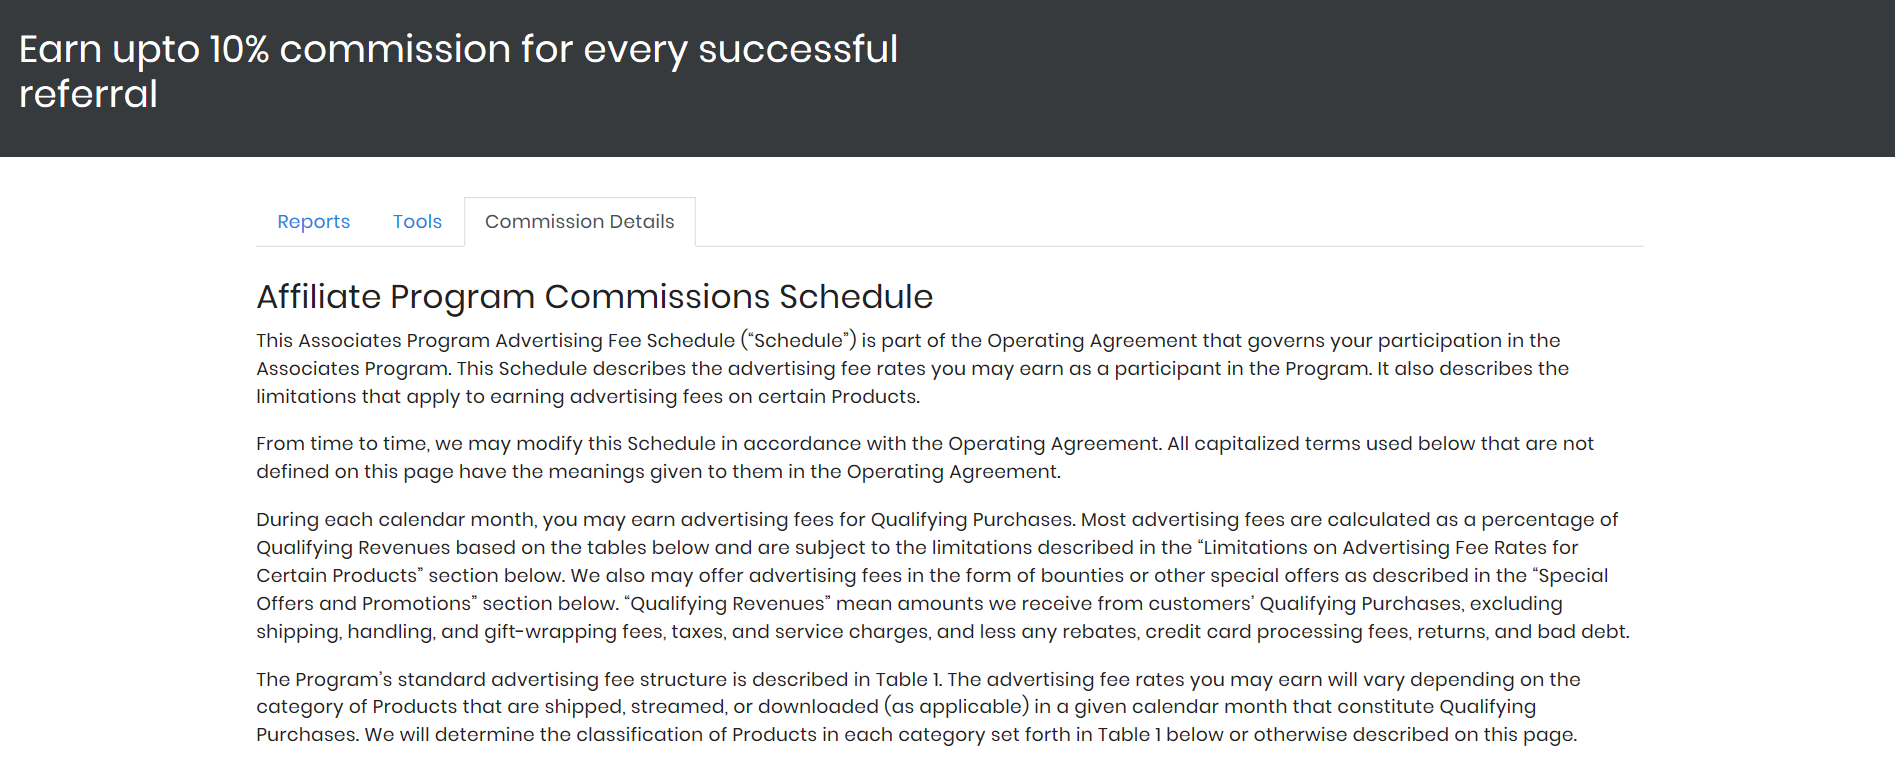 Earn upto 10% commission for every successful
referral
Reports
Tools
Commission Details
Affiliate Program Commissions Schedule
This Associates Program Advertising Fee Schedule (“Schedule”) is part of the Operating Agreement that governs your participation in the
Associates Program. This Schedule describes the advertising fee rates you may earn as a participant in the Program. It also describes the
limitations that apply to earning advertising fees on certain Products.
From time to time, we may modify this Schedule in accordance with the Operating Agreement. All capitalized terms used below that are not
defined on this page have the meanings given to them in the Operating Agreement.
During each calendar month, you may earn advertising fees for Qualifying Purchases. Most advertising fees are calculated as a percentage of
Qualifying Revenues based on the tables below and are subject to the limitations described in the “Limitations on Advertising Fee Rates for
Certain Products” section below. We also may offer advertising fees in the form of bounties or other special offers as described in the “Special
Offers and Promotions” section below. “Qualifying Revenues” mean amounts we receive from customers’ Qualifying Purchases, excluding
shipping, handling, and gift-wrapping fees, taxes, and service charges, and less any rebates, credit card processing fees, returns, and bad debt.
The Program’s standard advertising fee structure is described in Table 1. The advertising fee rates you may earn will vary depending on the
category of Products that are shipped, streamed, or downloaded (as applicable) in a given calendar month that constitute Qualifying
Purchases. We will determine the classification of Products in each category set forth in Table 1 below or otherwise described on this page.